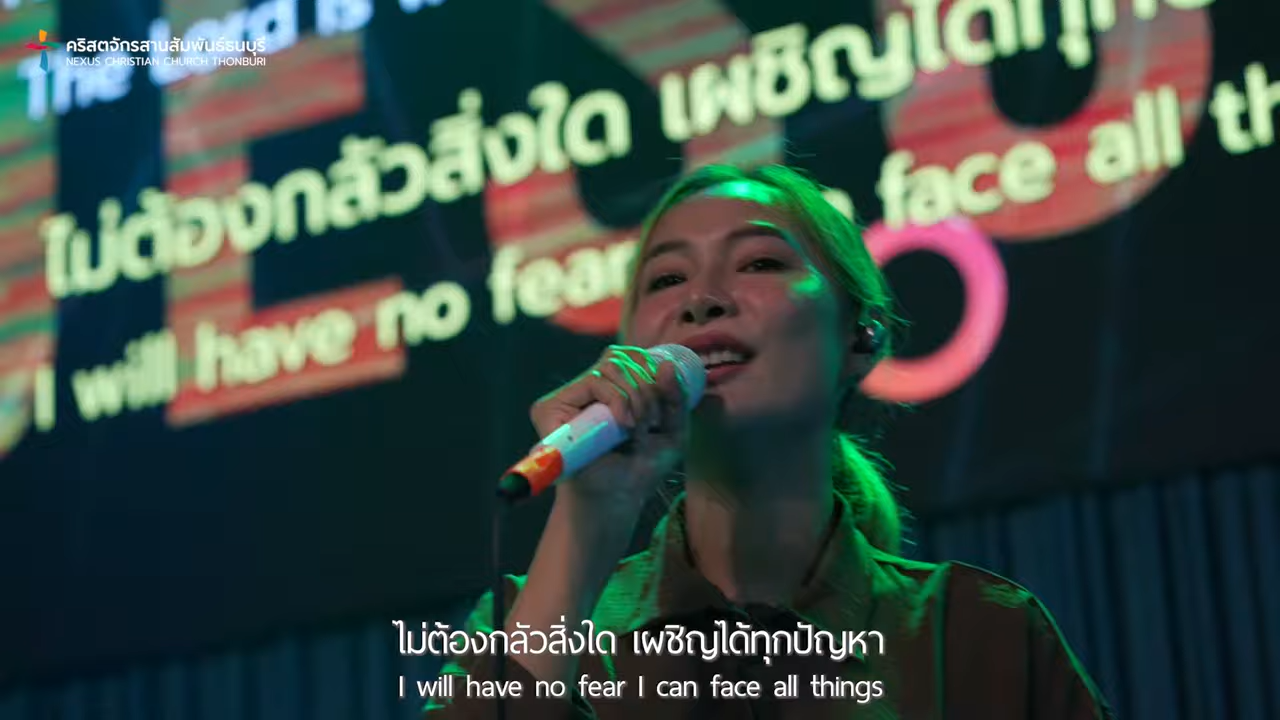 คริสตจักรสานสัมพันธ์ธนบุรี
NEXUS CHRISTIAN CHURCH THONBURI
The Lord is
ไม่ต้องกลัวสิ่งใด เผชิญได้ทุก
I will have no fear face all th
ไม่ต้องกลัวสิ่งใด เผชิญได้ทุกปัญหา
I will have no fear I can face all things